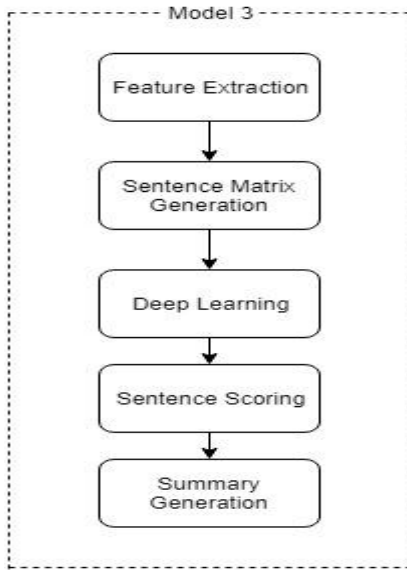 Model 3
Feature Extraction
Sentence Matrix
Generation
Deep Learning
Sentence Scoring
Summary
Generation